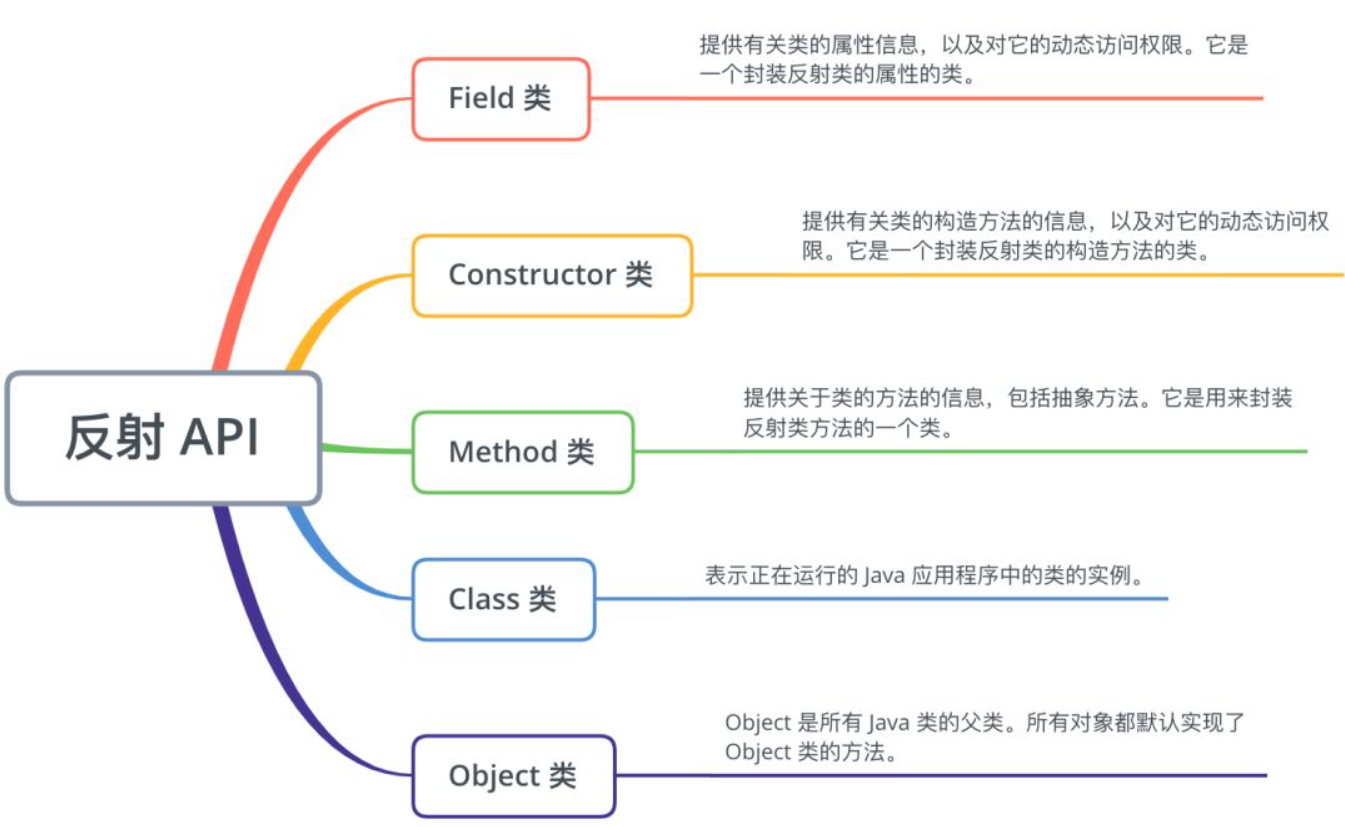 提供有关类的属性信息，以及对它的动态访问权限。它是
一个封装反射类的属性的类。
Field 类
提供有关类的构造方法的信息，以及对它的动态访问权
限。它是一个封装反射类的构造方法的类。
Constructor 类
反射 API
提供关于类的方法的信息，包括抽象方法。它是用来封装
反射类方法的一个类。
Method 类
表示正在运行的 Java 应用程序中的类的实例。
Class 类
Object 是所有 Java 类的父类。所有对象都默认实现了
Object 类的方法。
Object 类